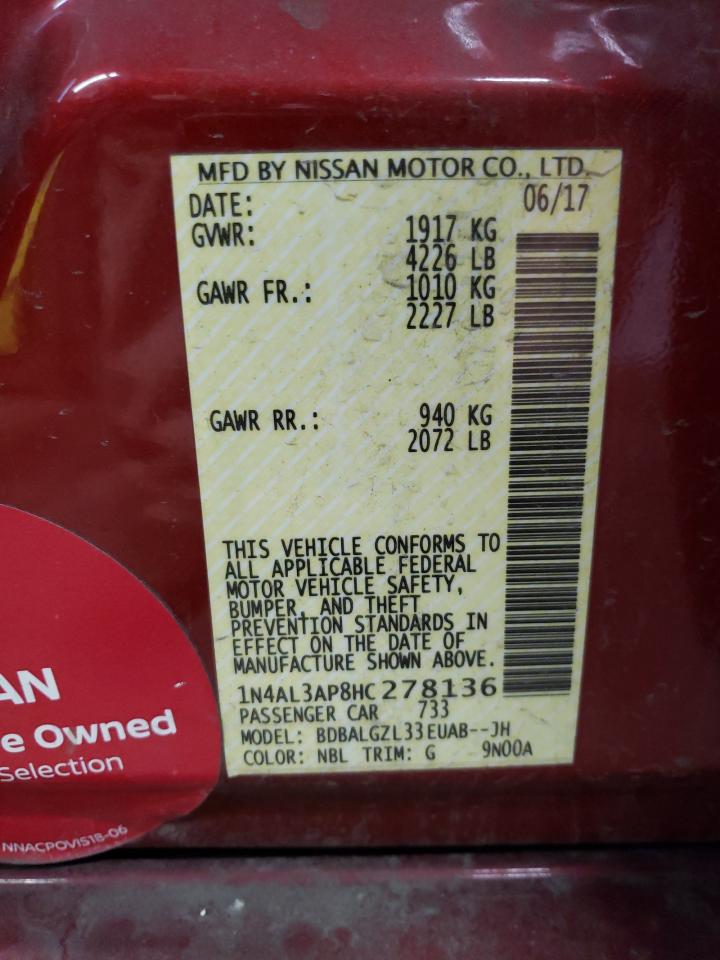 MFD BY NISSAN MOTOR CO., LTD.
DATE: 06/17
GVWR: 1917 KG
4226 LB
GAWR FR.: 1010 KG
2227 LB
GAWR RR.: 940 KG
2072 LB
THIS VEHICLE CONFORMS TO
ALL APPLICABLE FEDERAL
MOTOR VEHICLE SAFETY,
BUMPER, AND THEFT
PREVENTION STANDARDS IN
EFFECT ON THE DATE OF
MANUFACTURE SHOWN ABOVE.
1N4AL3AP8HC278136
PASSENGER CAR 733
MODEL: BDBALGZL33EUAB--JH
COLOR: NBL TRIM: G 9N00A
AN
e Owned
Selection
NNACPOVIS18-06